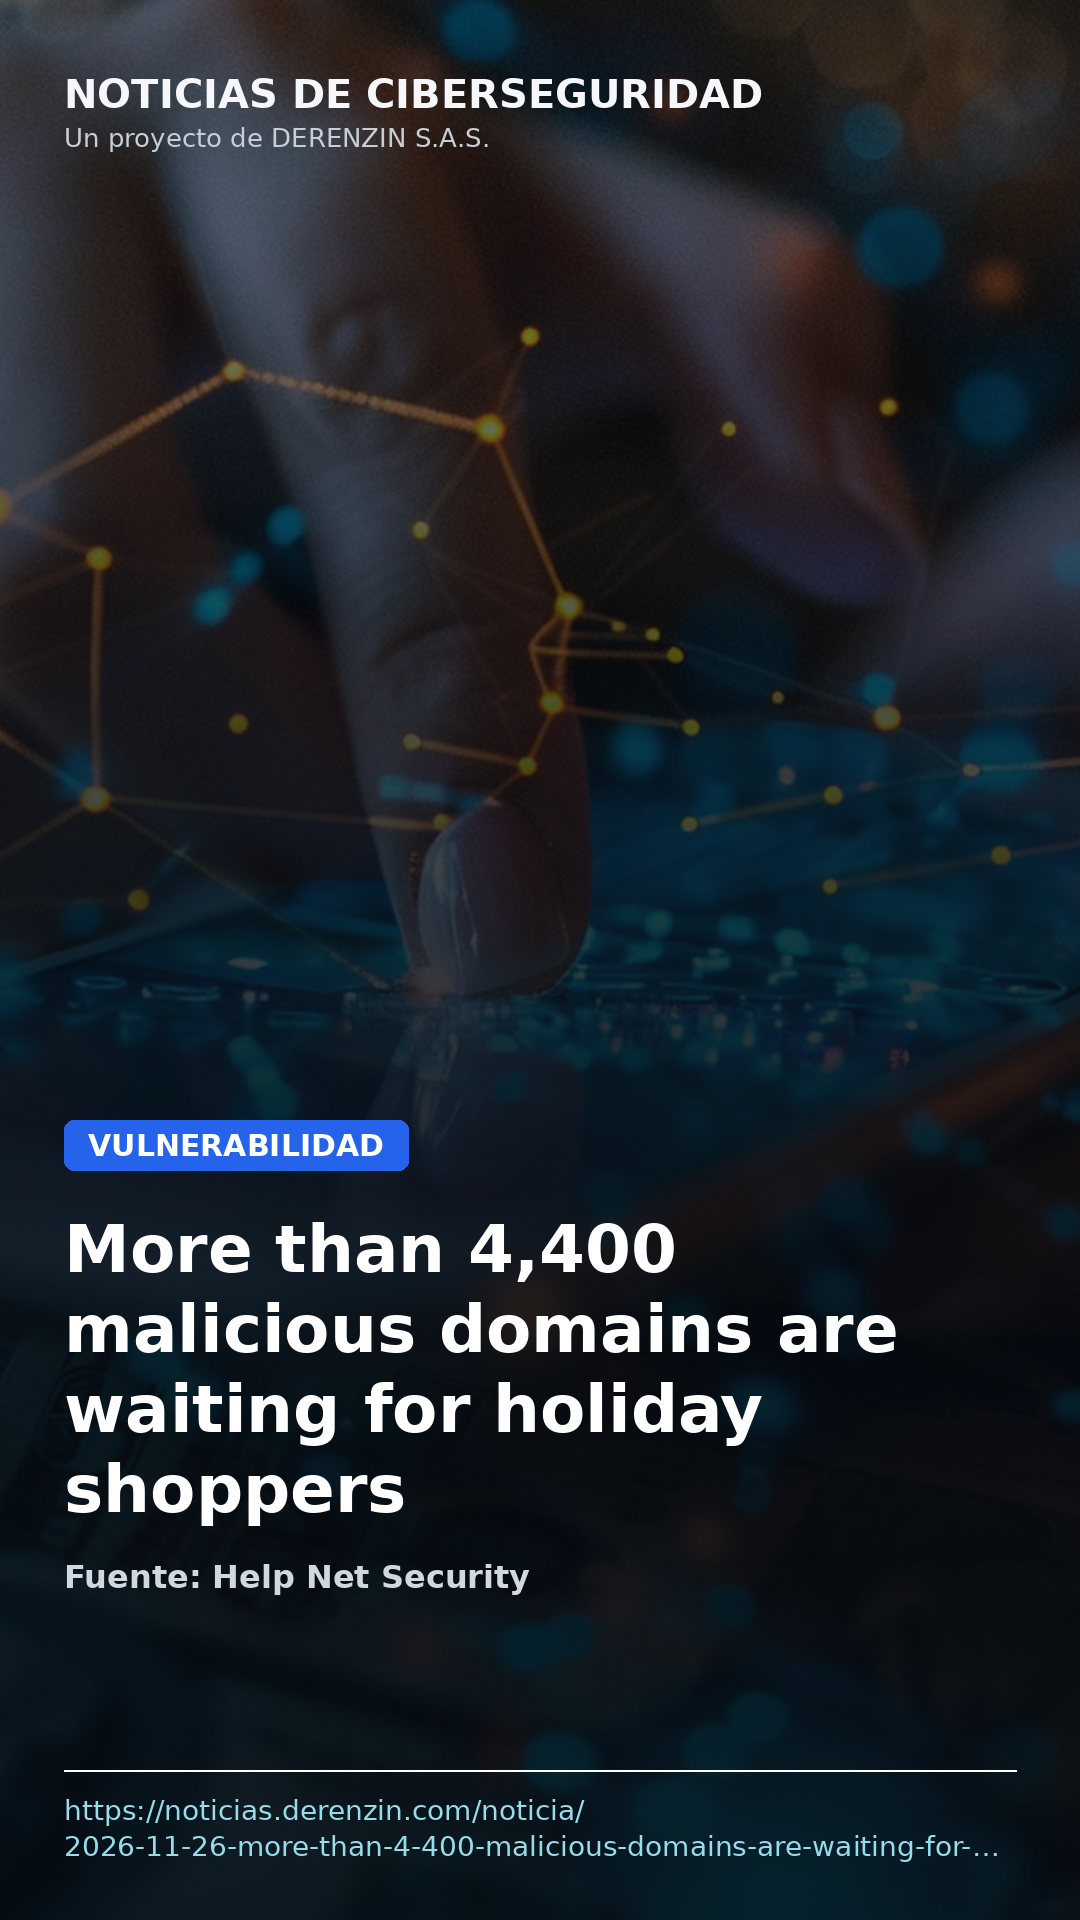 NOTICIAS DE CIBERSEGURIDAD
Un proyecto de DERENZIN S.A.S.
VULNERABILIDAD
More than 4,400
malicious domains are
waiting for holiday
shoppers
Fuente: Help Net Security
https://noticias.derenzin.com/noticia/
2026-11-26-more-than-4-400-malicious-domains-are-waiting-for-…